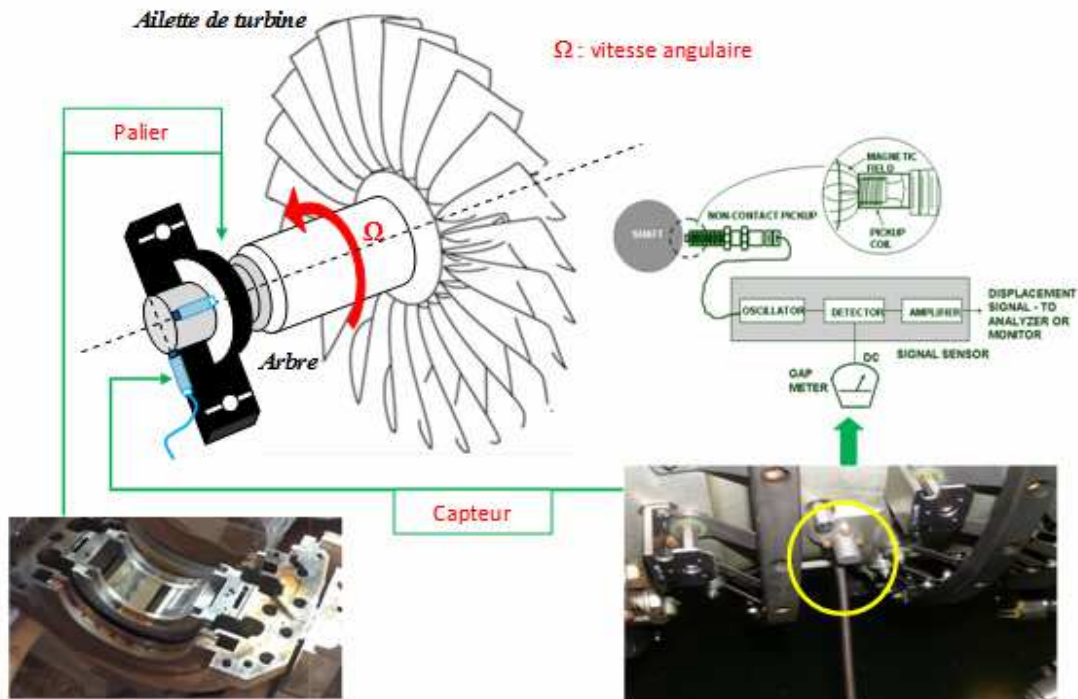 Ailette de turbine
Ω : vitesse angulaire
Palier
MAGNETIC
FIELD
NON-CONTACT PICKUP
PICKUP
COIL
SHAFT
Ω
OSCILLATOR
DETECTOR
AMPLIFIER
DISPLACEMENT
SIGNAL - TO
ANALYZER OR
MONITOR
SIGNAL SENSOR
DC
GAP
METER
Arbre
Capteur